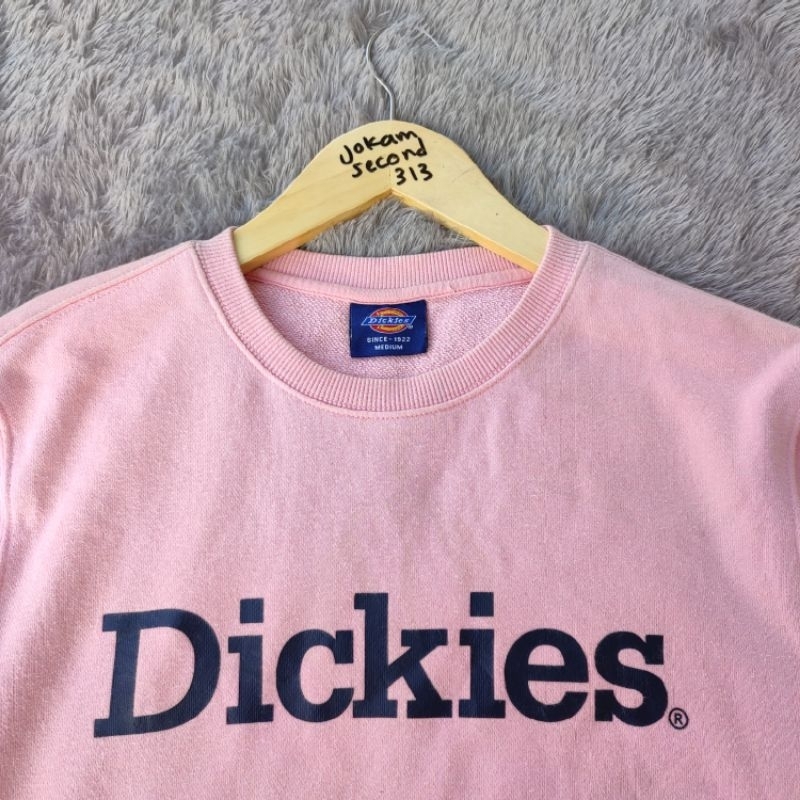 Jokam
second
313
Dickies
SINCE-1922
MEDIUM
Dickies®